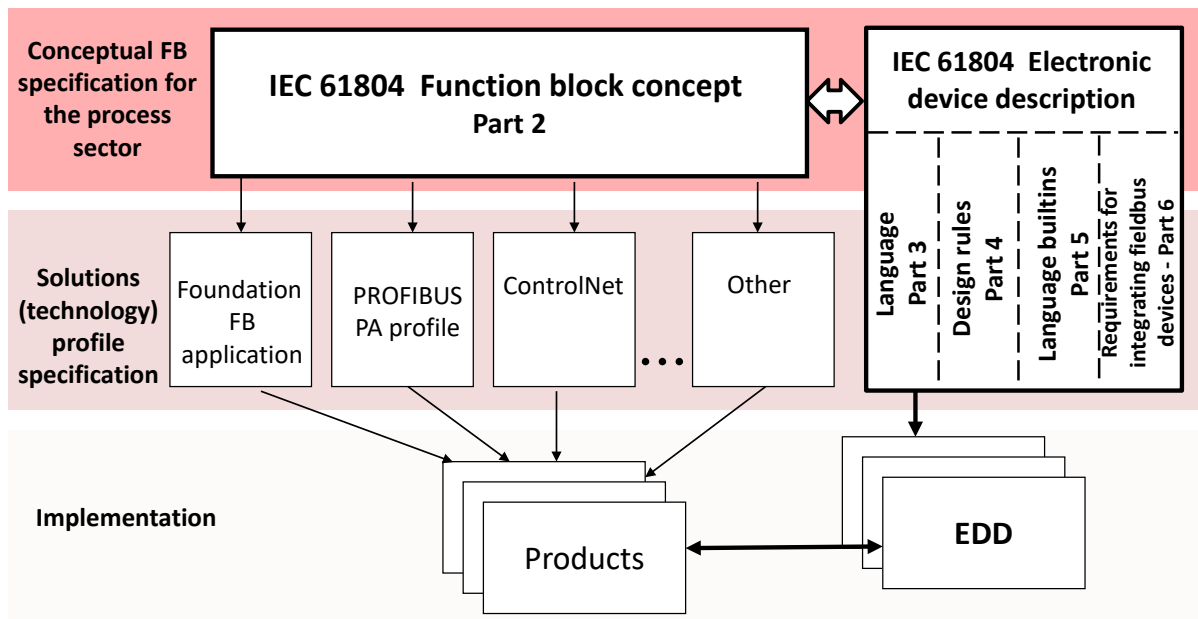 Conceptual FB
specification for
the process
sector
IEC 61804 Function block concept
Part 2
IEC 61804 Electronic
device description
Language
Part 3
Design rules
Part 4
Language builtins
Part 5
Requirements for
integrating fieldbus
devices - Part 6
Solutions
(technology)
profile
specification
Foundation
FB
application
PROFIBUS
PA profile
ControlNet
...
Other
Implementation
Products
EDD